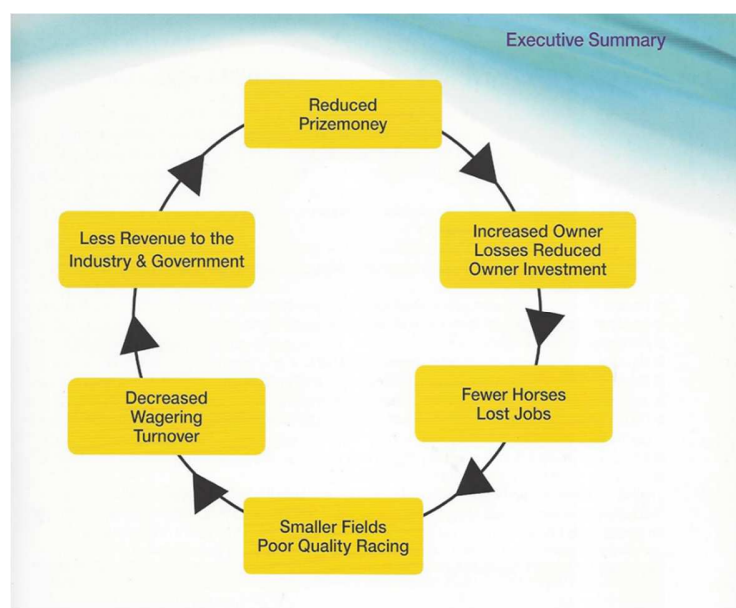 Executive Summary
Reduced
Prizemoney
Increased Owner
Losses Reduced
Owner Investment
Fewer Horses
Lost Jobs
Smaller Fields
Poor Quality Racing
Decreased
Wagering
Turnover
Less Revenue to the
Industry & Government